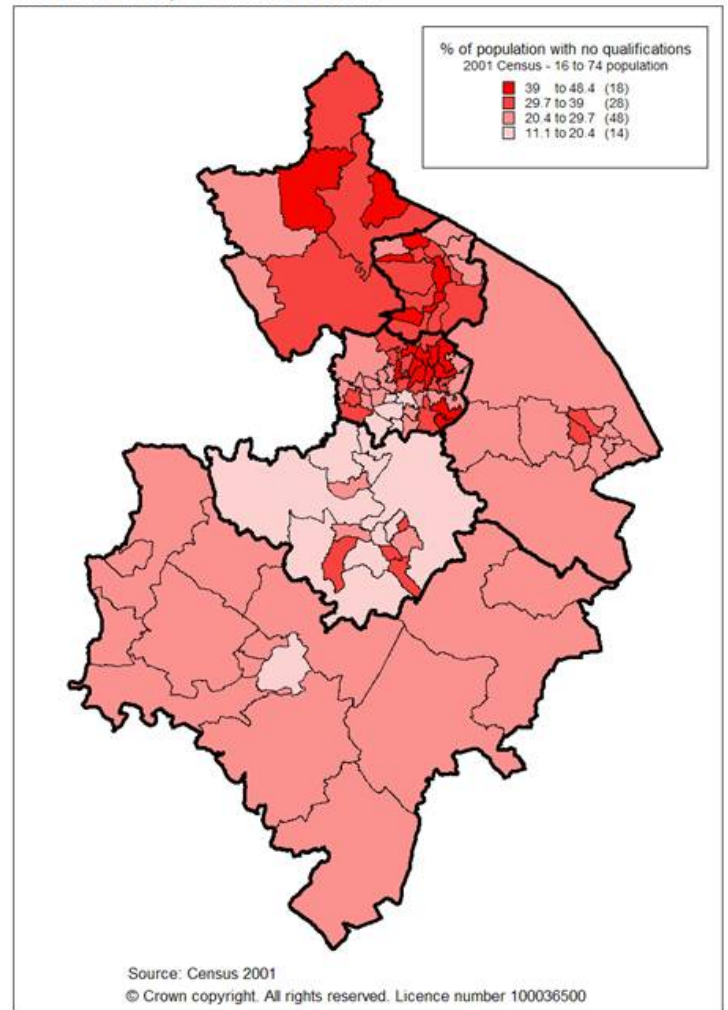 % of population with no qualifications
2001 Census - 16 to 74 population
39 to 48.4 (18)
29.7 to 39 (28)
20.4 to 29.7 (48)
11.1 to 20.4 (14)
Source: Census 2001
© Crown copyright. All rights reserved. Licence number 100036500